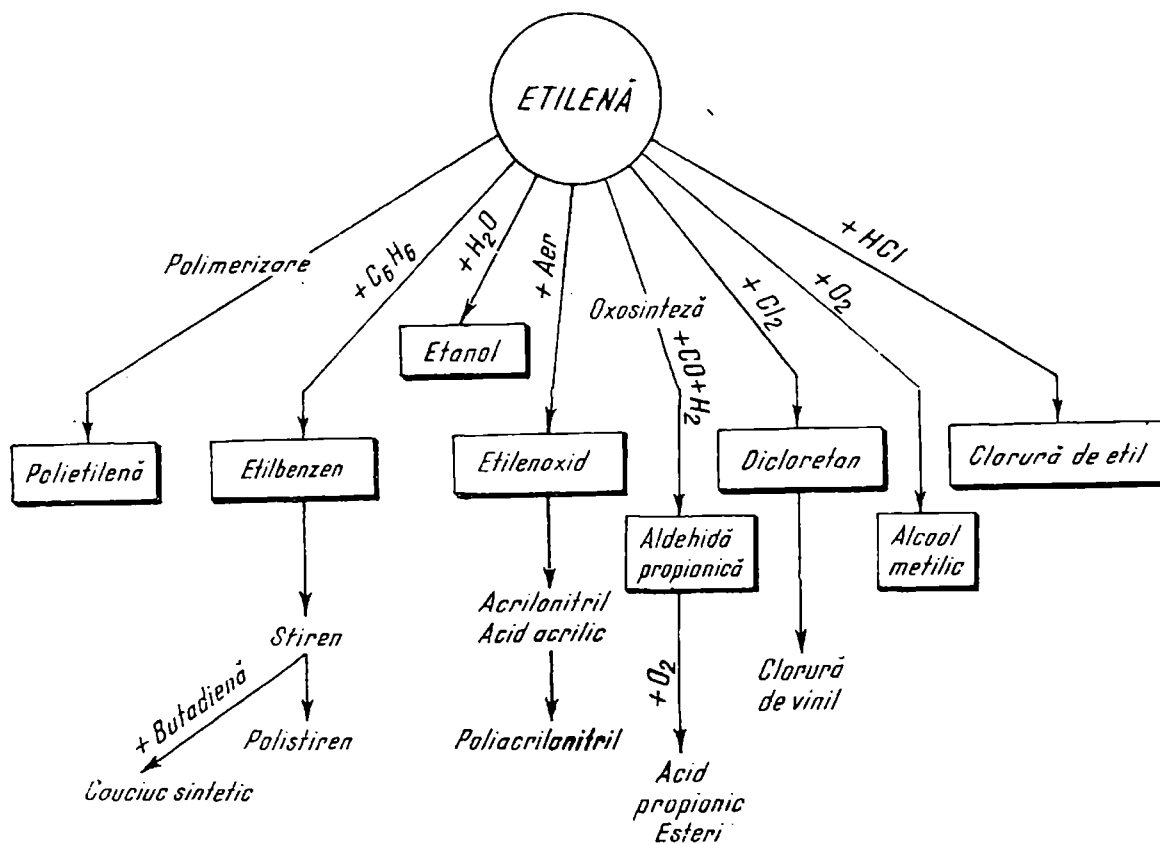 ETILENĂ
Polimerizare
+ C6H6
+ H2O
+ Aer
Oxosinteză
+CO+H2
+ Cl2
+ O2
+ HCl
Etanol
Polietilenă
Etilbenzen
Etilenoxid
Dicloretan
Clorură de etil
Aldehidă
propionică
Alcool
metilic
Stiren
Acrilonitril
Acid acrilic
+O2
Clorură
de vinil
+ Butadienă
Polistiren
Poliacrilonitril
Cauciuc sintetic
Acid
propionic
Esteri